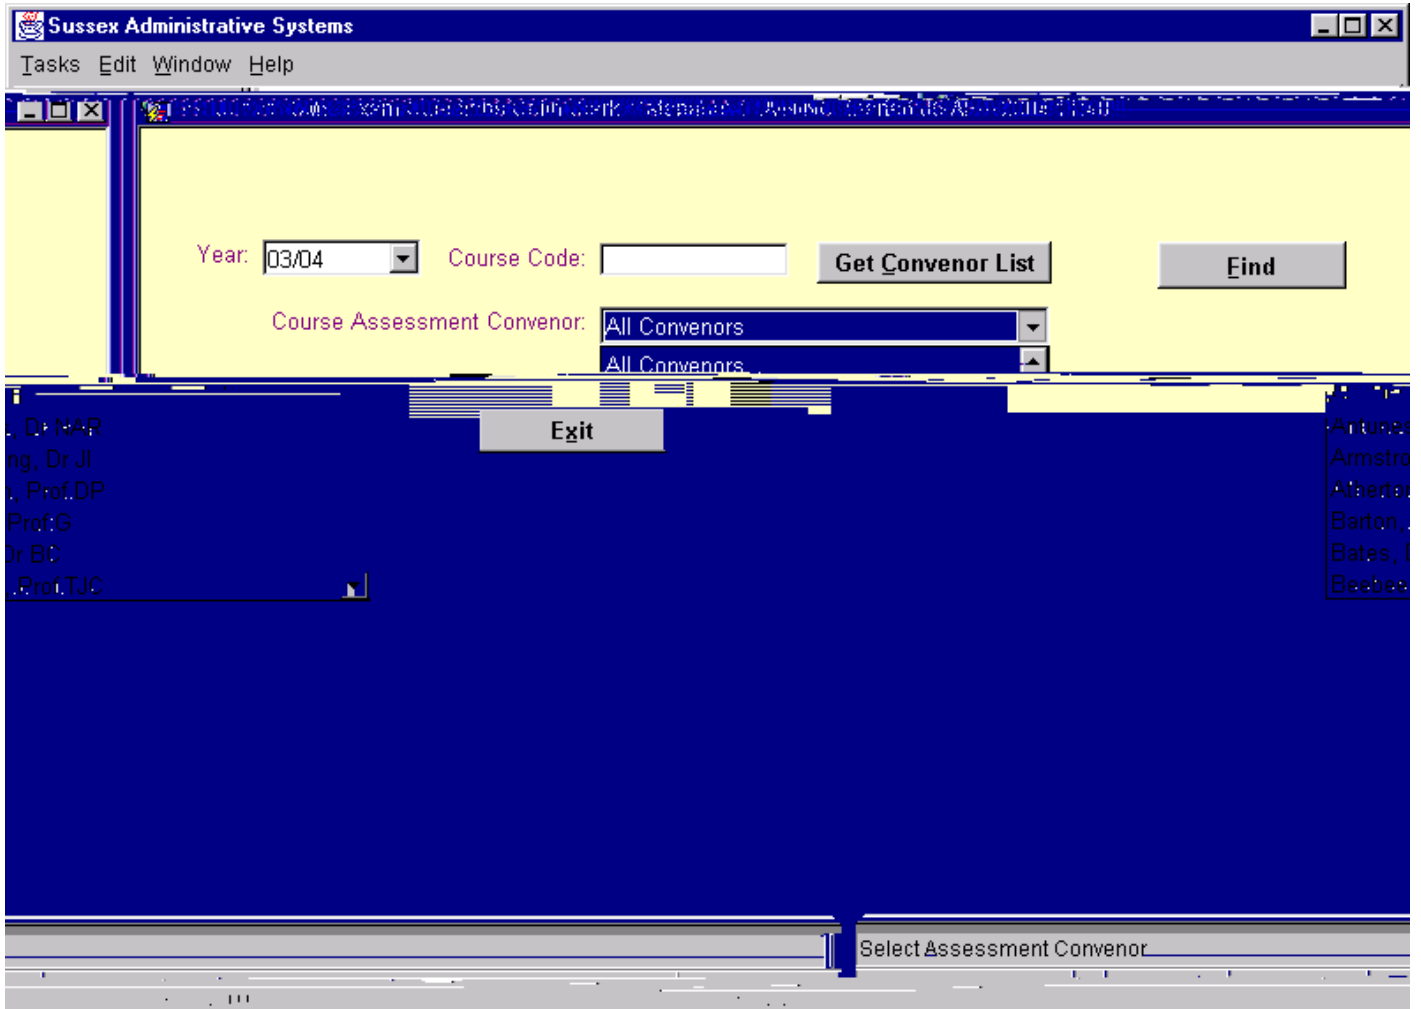 Sussex Administrative Systems
Tasks Edit Window Help
Year: 03/04 Course Code: Get Convenor List Find
Course Assessment Convenor: All Convenors
All Convenors
Exit
, Dr NAR
ng, Dr JI Armstro
, Prof.DP
Prof.G Barton,
Dr BC Bates,
, Prof.TJC Beebee
Select Assessment Convenor